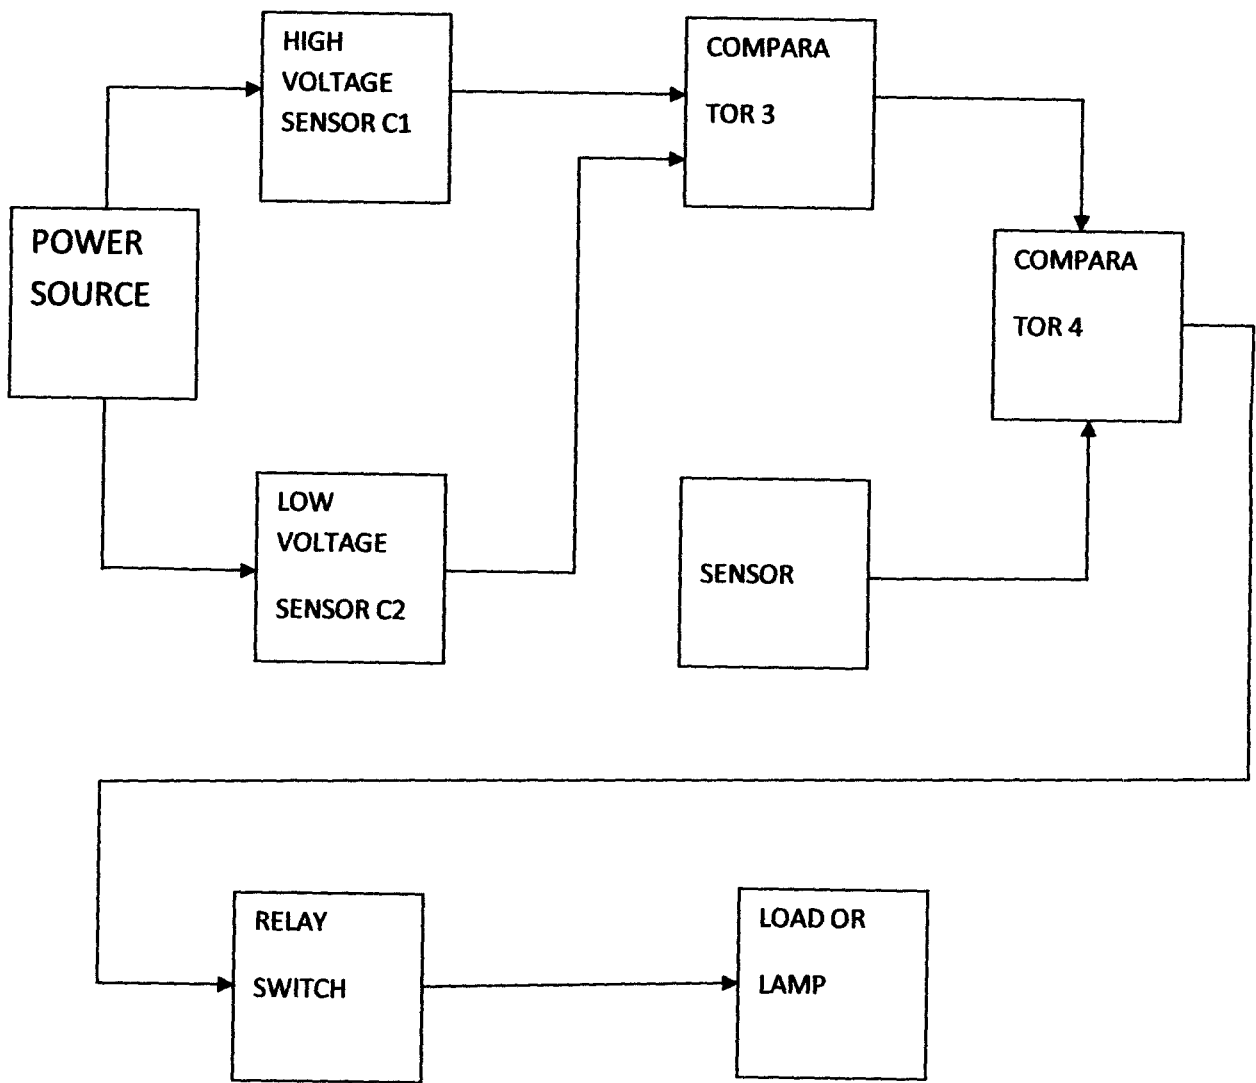 HIGH
VOLTAGE
SENSOR C1
COMPARA
TOR 3
POWER
SOURCE
COMPARA
TOR 4
LOW
VOLTAGE
SENSOR C2
SENSOR
RELAY
SWITCH
LOAD OR
LAMP